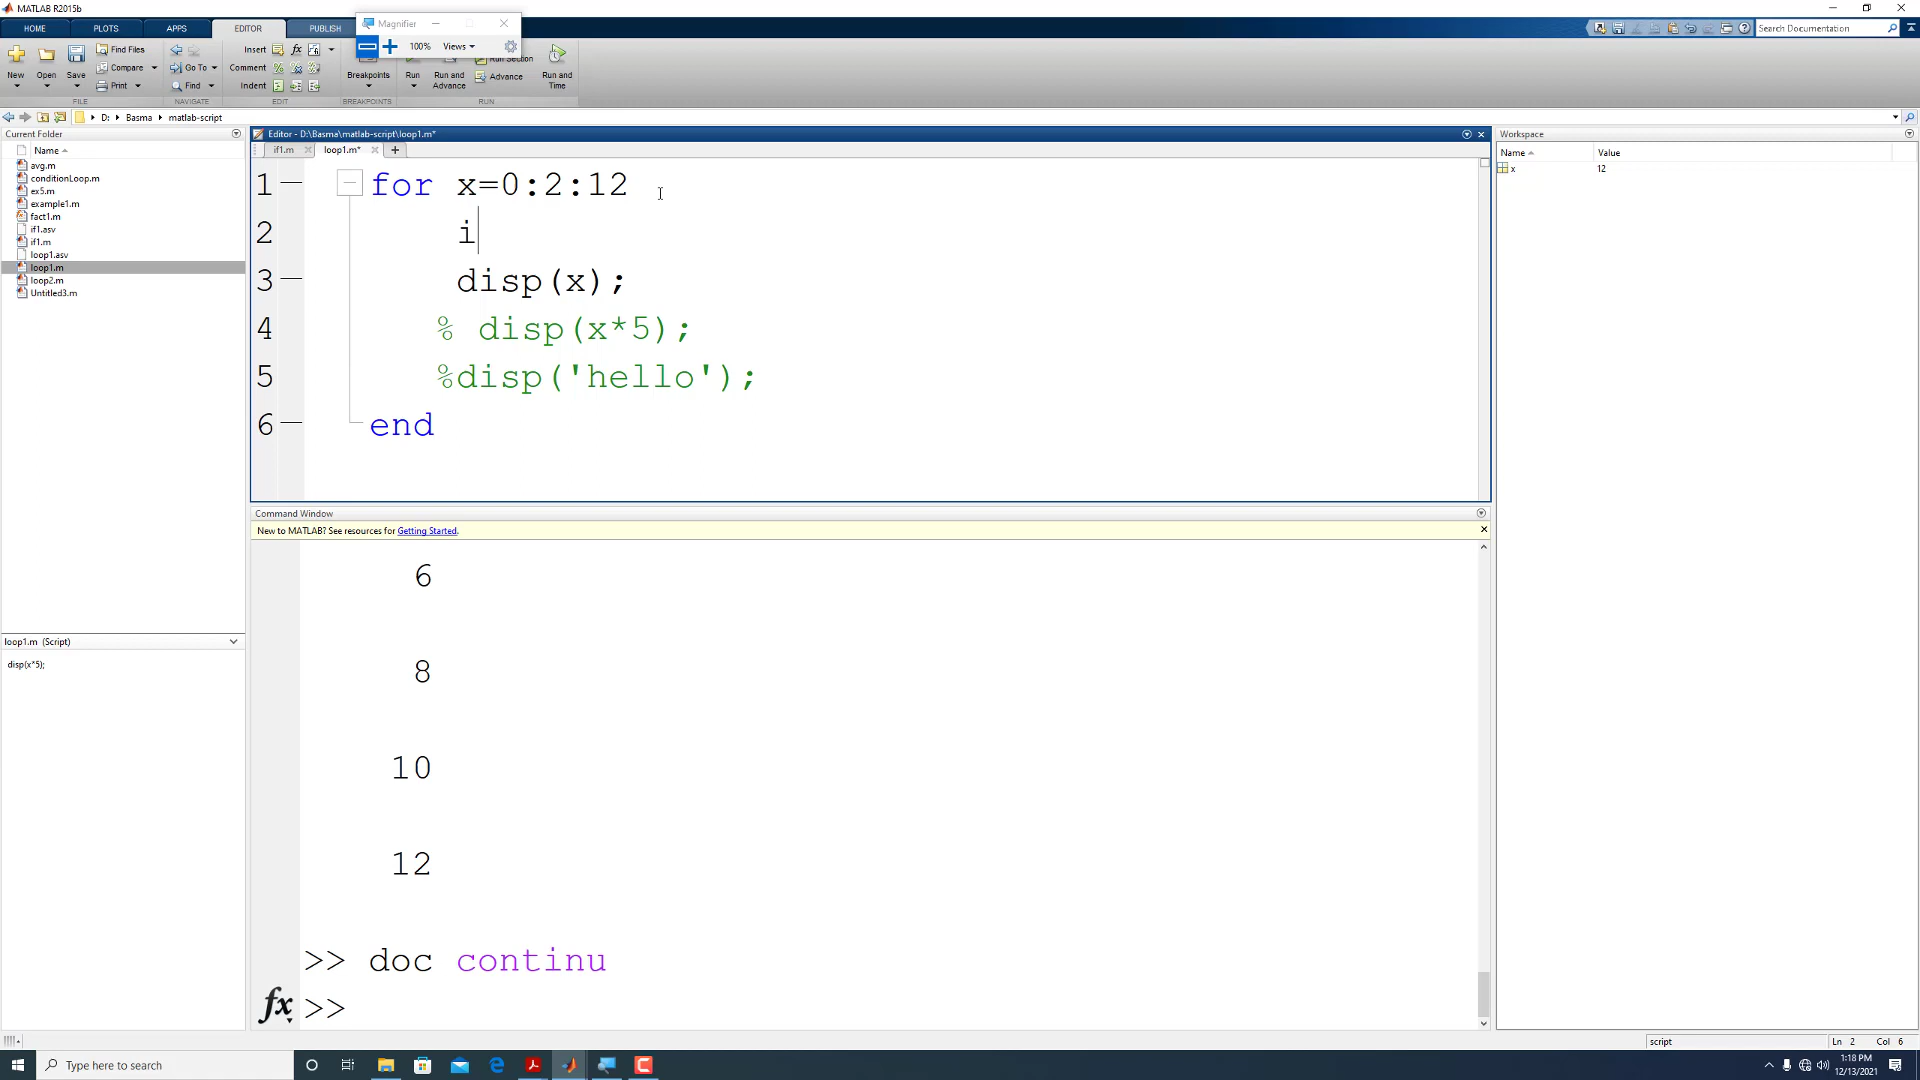 MATLAB R2015b
Magnifier
100% Views
HOME PLOTS APPS EDITOR PUBLISH
Search Documentation
New Open Save
Find Files
Compare
Print
FILE
Go To
Find
NAVIGATE
Insert
Comment
Indent
EDIT
Breakpoints
BREAKPOINTS
Run
Run and Advance
Run Section
Advance
Run and Time
RUN
D: Basma matlab-script
Current Folder
Name
avg.m
conditionLoop.m
ex5.m
example1.m
fact1.m
if1.asv
if1.m
loop1.asv
loop1.m
loop2.m
Untitled3.m
loop1.m (Script)
disp(x*5);
Editor - D:\Basma\matlab-script\loop1.m*
if1.m loop1.m*
1 for x=0:2:12
2 i
3 disp(x);
4 % disp(x*5);
5 %disp('hello');
6 end
Command Window
New to MATLAB? See resources for Getting Started.
6
8
10
12
>> doc continu
fx >>
Workspace
Name Value
x 12
script Ln 2 Col 6
Type here to search
1:18 PM
12/13/2021